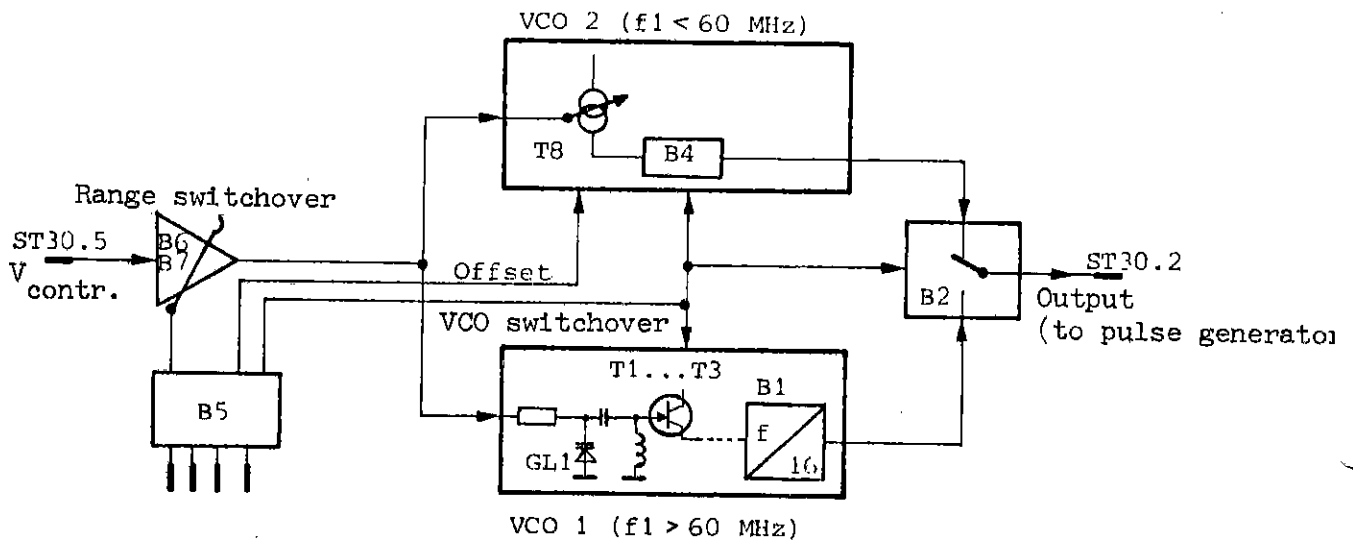 VCO 2 (f1 < 60 MHz)
T8
B4
Range switchover
ST30.5
V contr.
B6
B7
Offset
VCO switchover
B5
B2
ST30.2
Output
(to pulse generator
T1...T3
B1
GL1
f
16
VCO 1 (f1 > 60 MHz)